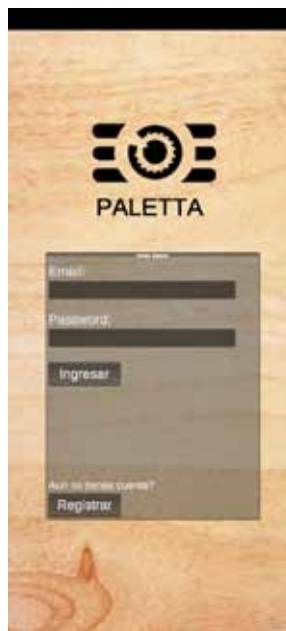 PALETTA
Email:
Password:
Ingresar
Aun no tienes cuenta?
Registrar